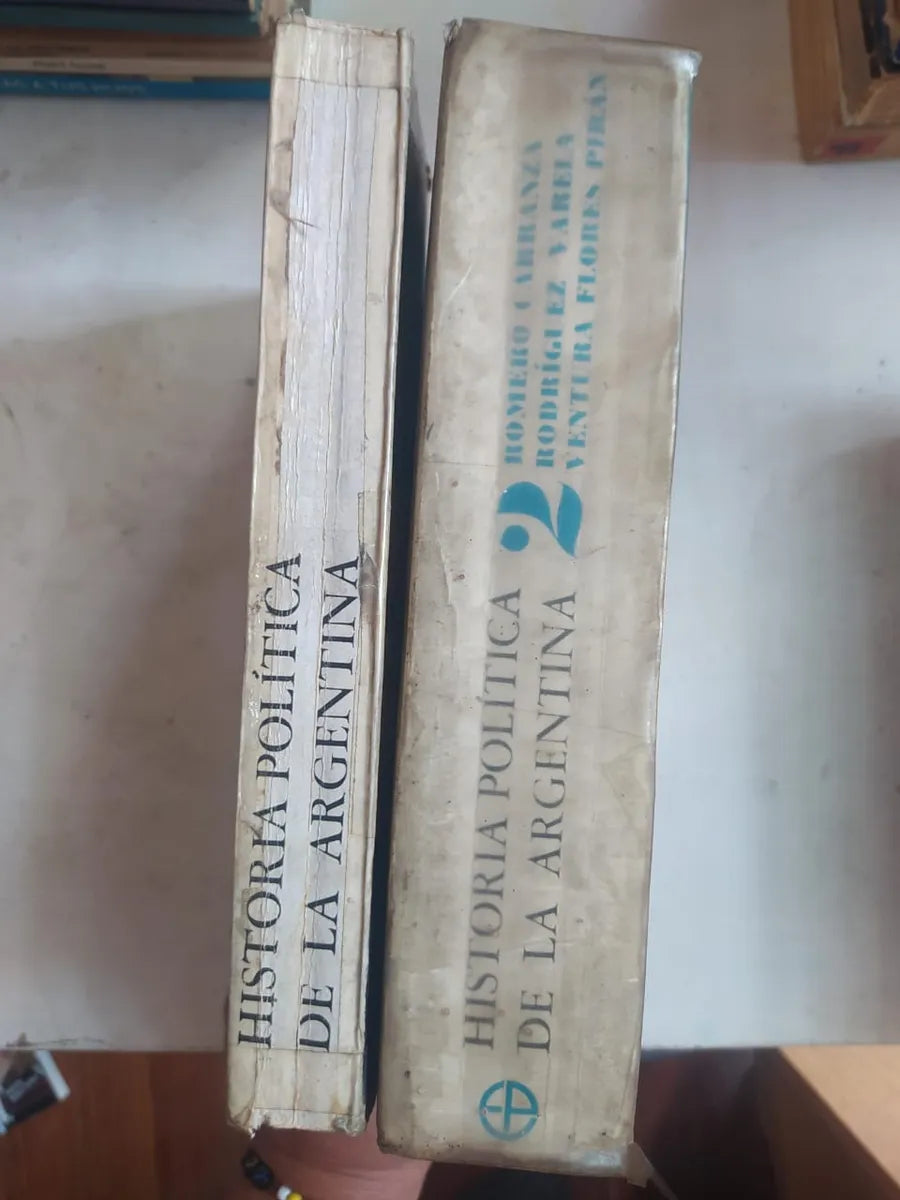 HISTORIA POLÍTICA
DE LA ARGENTINA
HISTORIA POLÍTICA
DE LA ARGENTINA
2
ROMERO CARRANZA
RODRÍGUEZ VARELA
VENTURA FLORES PIRÁN